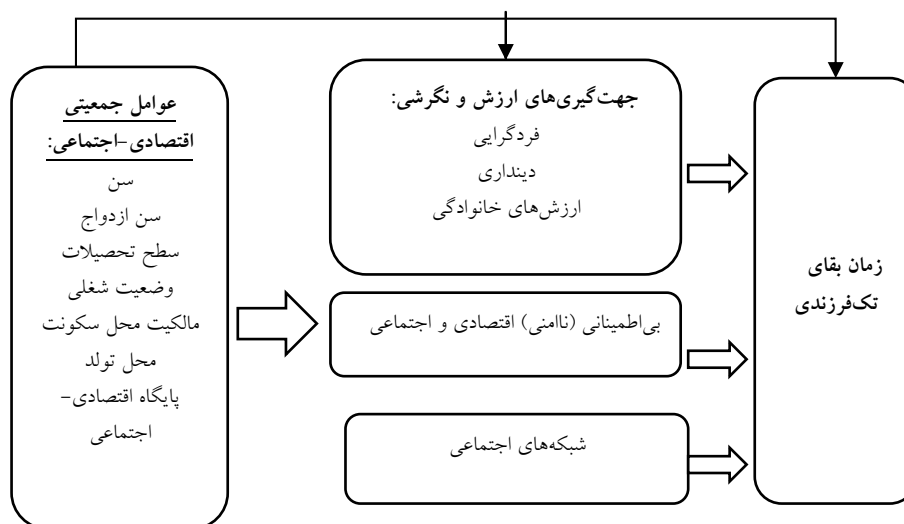 عوامل جمعیتی
اقتصادی-اجتماعی:
سن
سن ازدواج
سطح تحصیلات
وضعیت شغلی
مالکیت محل سکونت
محل تولد
پایگاه اقتصادی-
اجتماعی
جهت‌گیری‌های ارزش و نگرشی:
فردگرایی
دینداری
ارزش‌های خانوادگی
بی‌اطمینانی (ناامنی) اقتصادی و اجتماعی
شبکه‌های اجتماعی
زمان بقای
تک‌فرزندی